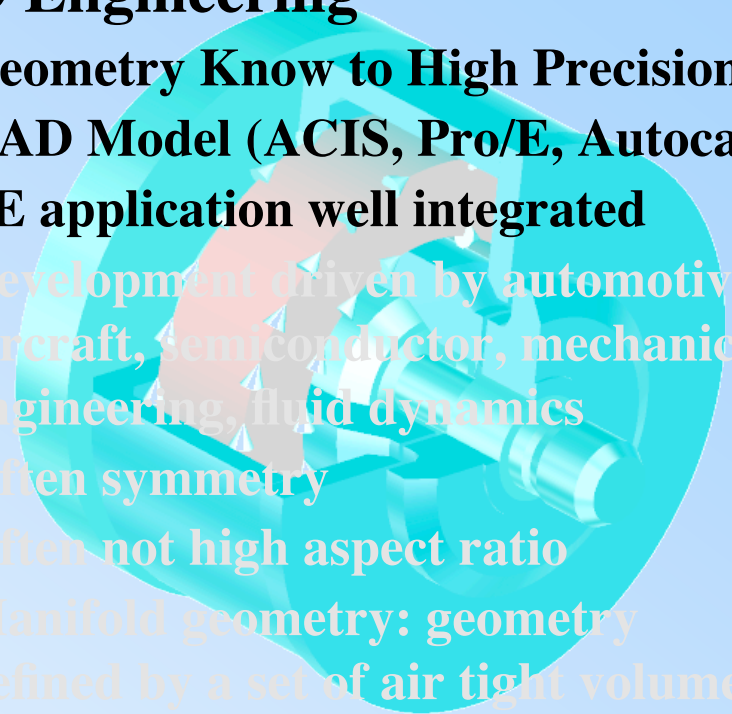 Engineering
eometry Know to High Precision
AD Model (ACIS, Pro/E, Autoca
E application well integrated
evelopment driven by automotiv
rcraft, semiconductor, mechanic
ngineering, fluid dynamics
ften symmetry
ften not high aspect ratio
anifold geometry: geometry
efined by a set of air tight volume